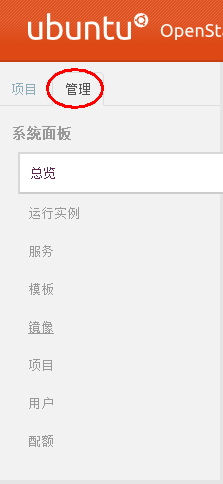 ubuntu OpenSta
项目 管理
系统面板
总览
运行实例
服务
模板
镜像
项目
用户
配额